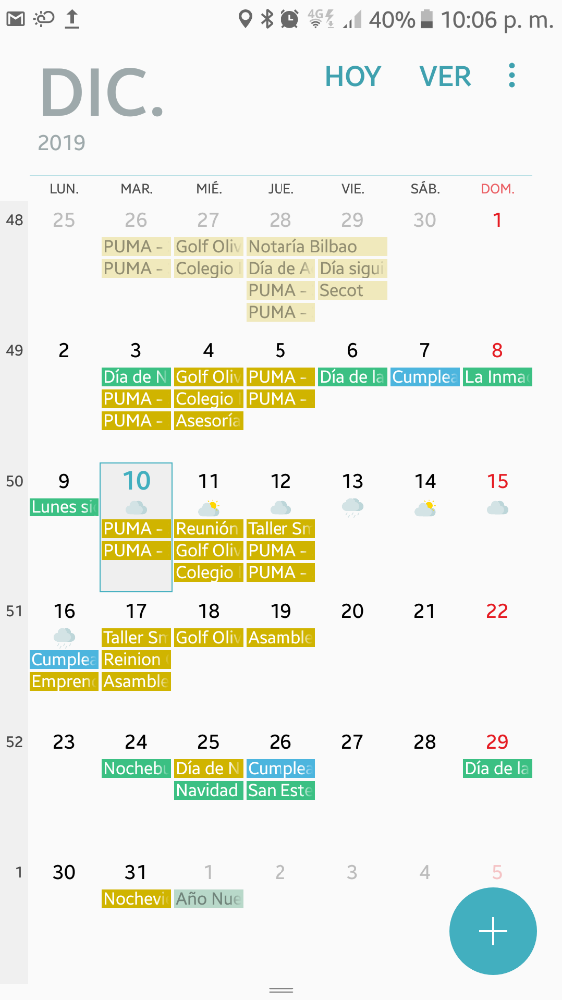 4G 40% 10:06 p. m.
DIC.
HOY VER
2019
LUN. MAR. MIÉ. JUE. VIE. SÁB. DOM.
48 25 26 27 28 29 30 1
PUMA - Golf Oliv Notaría Bilbao
PUMA - Colegio Día de A Día sigui
PUMA - Secot
PUMA -
49 2 3 4 5 6 7 8
Día de N Golf Oliv PUMA - Día de la Cumplea La Inmac
PUMA - Colegio PUMA -
PUMA - Asesoría
50 9 10 11 12 13 14 15
Lunes si
PUMA - Reunión Taller Sm
PUMA - Golf Oliv PUMA -
Colegio PUMA -
51 16 17 18 19 20 21 22
Taller Sm Golf Oliv Asamble
Cumplea Reinion
Empren Asamble
52 23 24 25 26 27 28 29
Nochebu Día de N Cumplea Día de la
Navidad San Este
1 30 31 1 2 3 4 5
Nochevi Año Nue